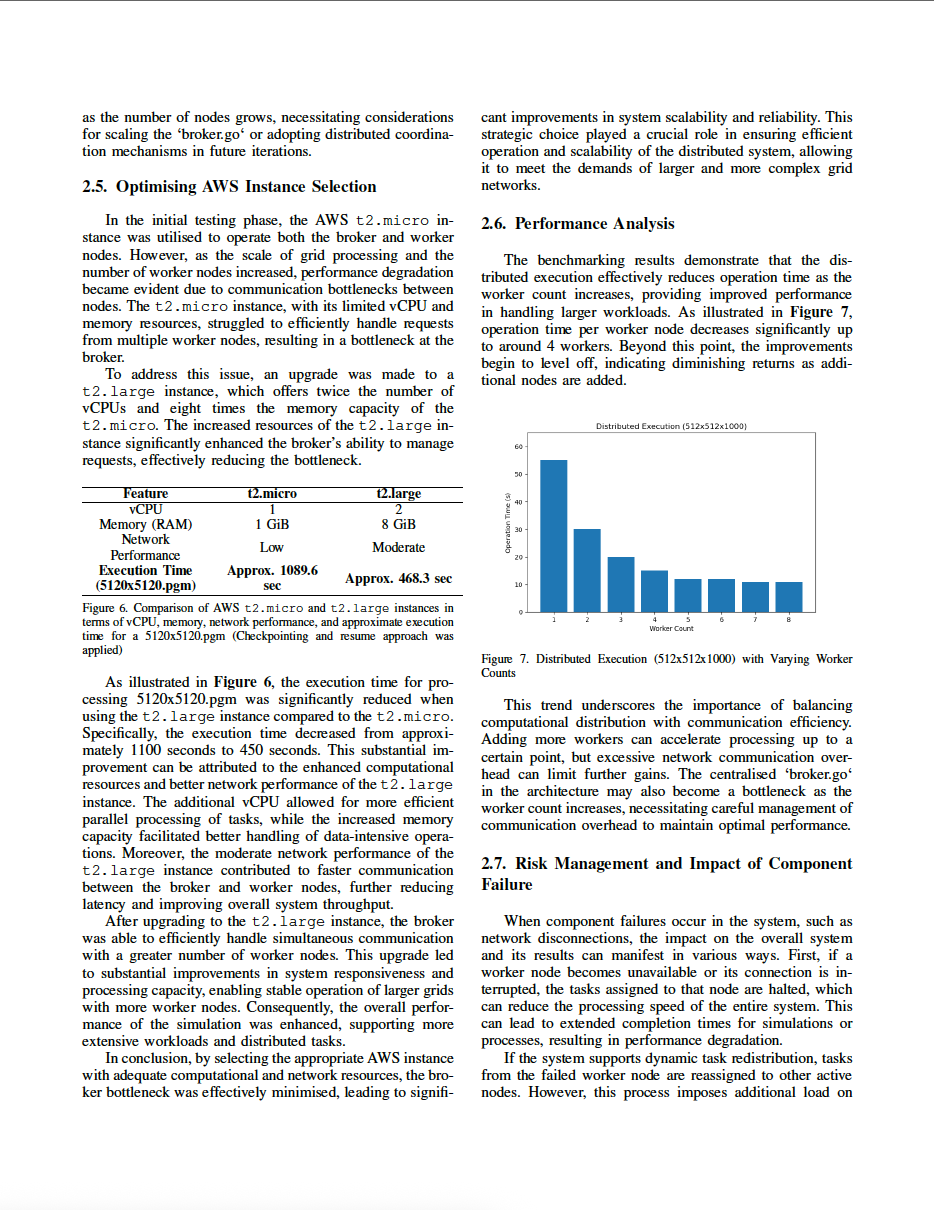 as the number of nodes grows, necessitating considerations
for scaling the ‘broker.go‘ or adopting distributed coordina-
tion mechanisms in future iterations.
2.5. Optimising AWS Instance Selection
In the initial testing phase, the AWS t2.micro in-
stance was utilised to operate both the broker and worker
nodes. However, as the scale of grid processing and the
number of worker nodes increased, performance degradation
became evident due to communication bottlenecks between
nodes. The t2.micro instance, with its limited vCPU and
memory resources, struggled to efficiently handle requests
from multiple worker nodes, resulting in a bottleneck at the
broker.
To address this issue, an upgrade was made to a
t2.large instance, which offers twice the number of
vCPUs and eight times the memory capacity of the
t2.micro. The increased resources of the t2.large in-
stance significantly enhanced the broker’s ability to manage
requests, effectively reducing the bottleneck.
Feature t2.micro t2.large
vCPU 1 2
Memory (RAM) 1 GiB 8 GiB
Network
Performance Low Moderate
Execution Time
(5120x5120.pgm) Approx. 1089.6
sec Approx. 468.3 sec
Figure 6. Comparison of AWS t2.micro and t2.large instances in
terms of vCPU, memory, network performance, and approximate execution
time for a 5120x5120.pgm (Checkpointing and resume approach was
applied)
As illustrated in Figure 6, the execution time for pro-
cessing 5120x5120.pgm was significantly reduced when
using the t2.large instance compared to the t2.micro.
Specifically, the execution time decreased from approxi-
mately 1100 seconds to 450 seconds. This substantial im-
provement can be attributed to the enhanced computational
resources and better network performance of the t2.large
instance. The additional vCPU allowed for more efficient
parallel processing of tasks, while the increased memory
capacity facilitated better handling of data-intensive opera-
tions. Moreover, the moderate network performance of the
t2.large instance contributed to faster communication
between the broker and worker nodes, further reducing
latency and improving overall system throughput.
After upgrading to the t2.large instance, the broker
was able to efficiently handle simultaneous communication
with a greater number of worker nodes. This upgrade led
to substantial improvements in system responsiveness and
processing capacity, enabling stable operation of larger grids
with more worker nodes. Consequently, the overall perfor-
mance of the simulation was enhanced, supporting more
extensive workloads and distributed tasks.
In conclusion, by selecting the appropriate AWS instance
with adequate computational and network resources, the bro-
ker bottleneck was effectively minimised, leading to signifi-
cant improvements in system scalability and reliability. This
strategic choice played a crucial role in ensuring efficient
operation and scalability of the distributed system, allowing
it to meet the demands of larger and more complex grid
networks.
2.6. Performance Analysis
The benchmarking results demonstrate that the dis-
tributed execution effectively reduces operation time as the
worker count increases, providing improved performance
in handling larger workloads. As illustrated in Figure 7,
operation time per worker node decreases significantly up
to around 4 workers. Beyond this point, the improvements
begin to level off, indicating diminishing returns as addi-
tional nodes are added.
Distributed Execution (512x512x1000)
Operation Time (s)
60
50
40
30
20
10
0
1 2 3 4 5 6 7 8
Worker Count
Figure 7. Distributed Execution (512x512x1000) with Varying Worker
Counts
This trend underscores the importance of balancing
computational distribution with communication efficiency.
Adding more workers can accelerate processing up to a
certain point, but excessive network communication over-
head can limit further gains. The centralised ‘broker.go‘
in the architecture may also become a bottleneck as the
worker count increases, necessitating careful management of
communication overhead to maintain optimal performance.
2.7. Risk Management and Impact of Component
Failure
When component failures occur in the system, such as
network disconnections, the impact on the overall system
and its results can manifest in various ways. First, if a
worker node becomes unavailable or its connection is in-
terrupted, the tasks assigned to that node are halted, which
can reduce the processing speed of the entire system. This
can lead to extended completion times for simulations or
processes, resulting in performance degradation.
If the system supports dynamic task redistribution, tasks
from the failed worker node are reassigned to other active
nodes. However, this process imposes additional load on